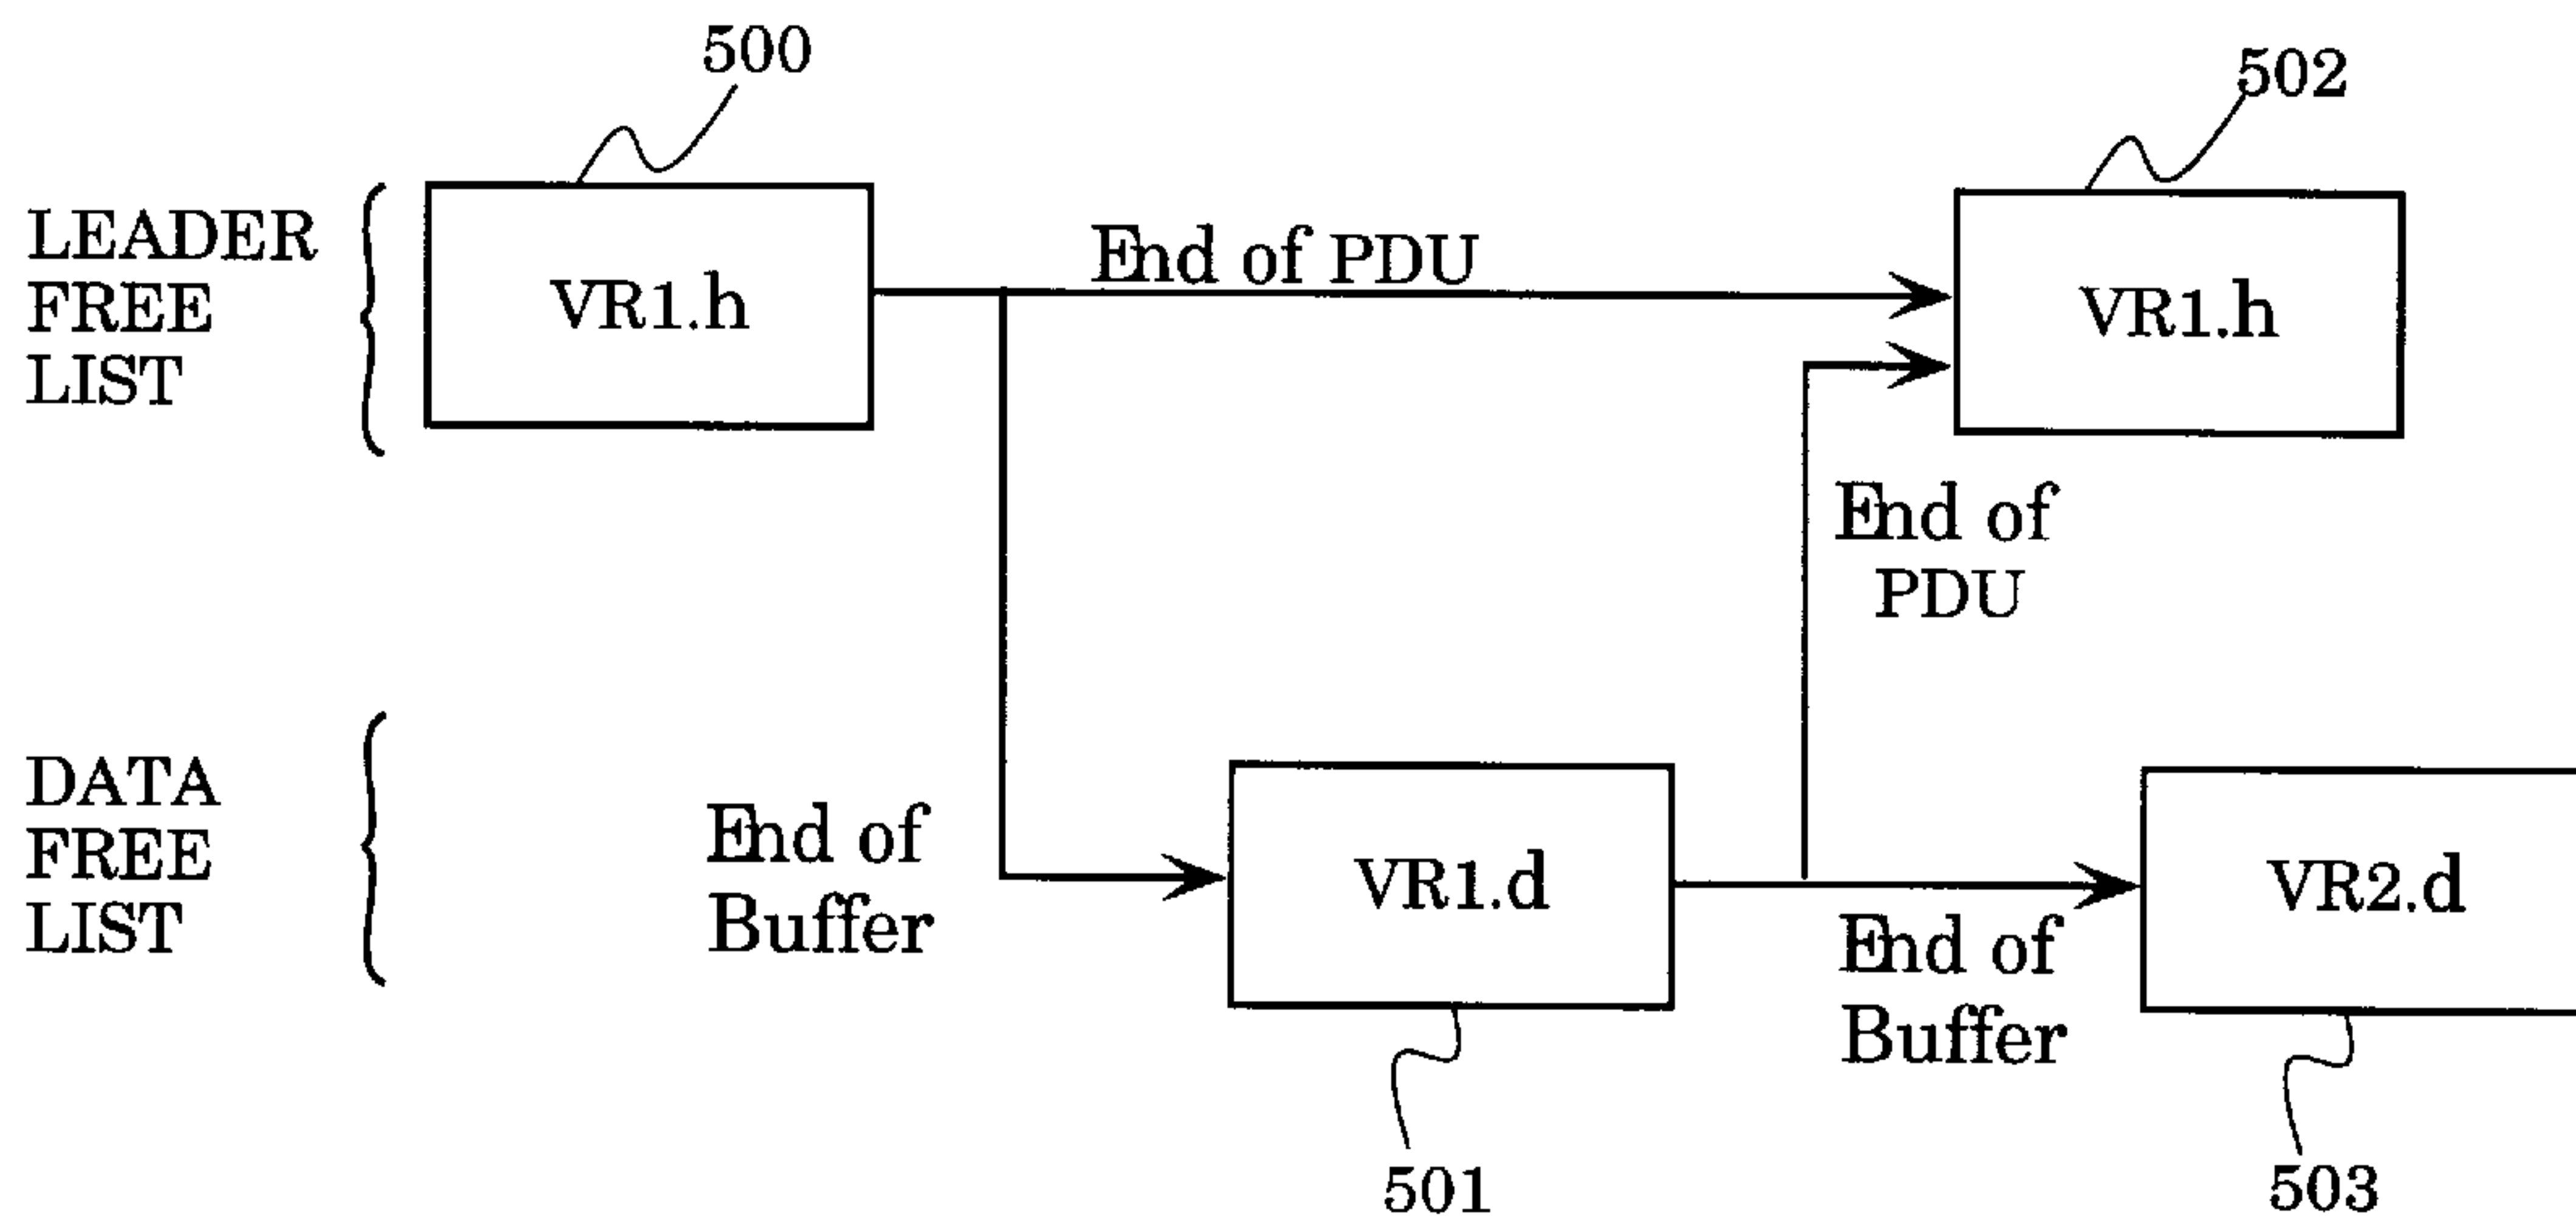 500
502
LEADER
FREE
LIST
VR1.h
End of PDU
VR1.h
End of
PDU
DATA
FREE
LIST
End of
Buffer
VR1.d
End of
Buffer
VR2.d
501
503